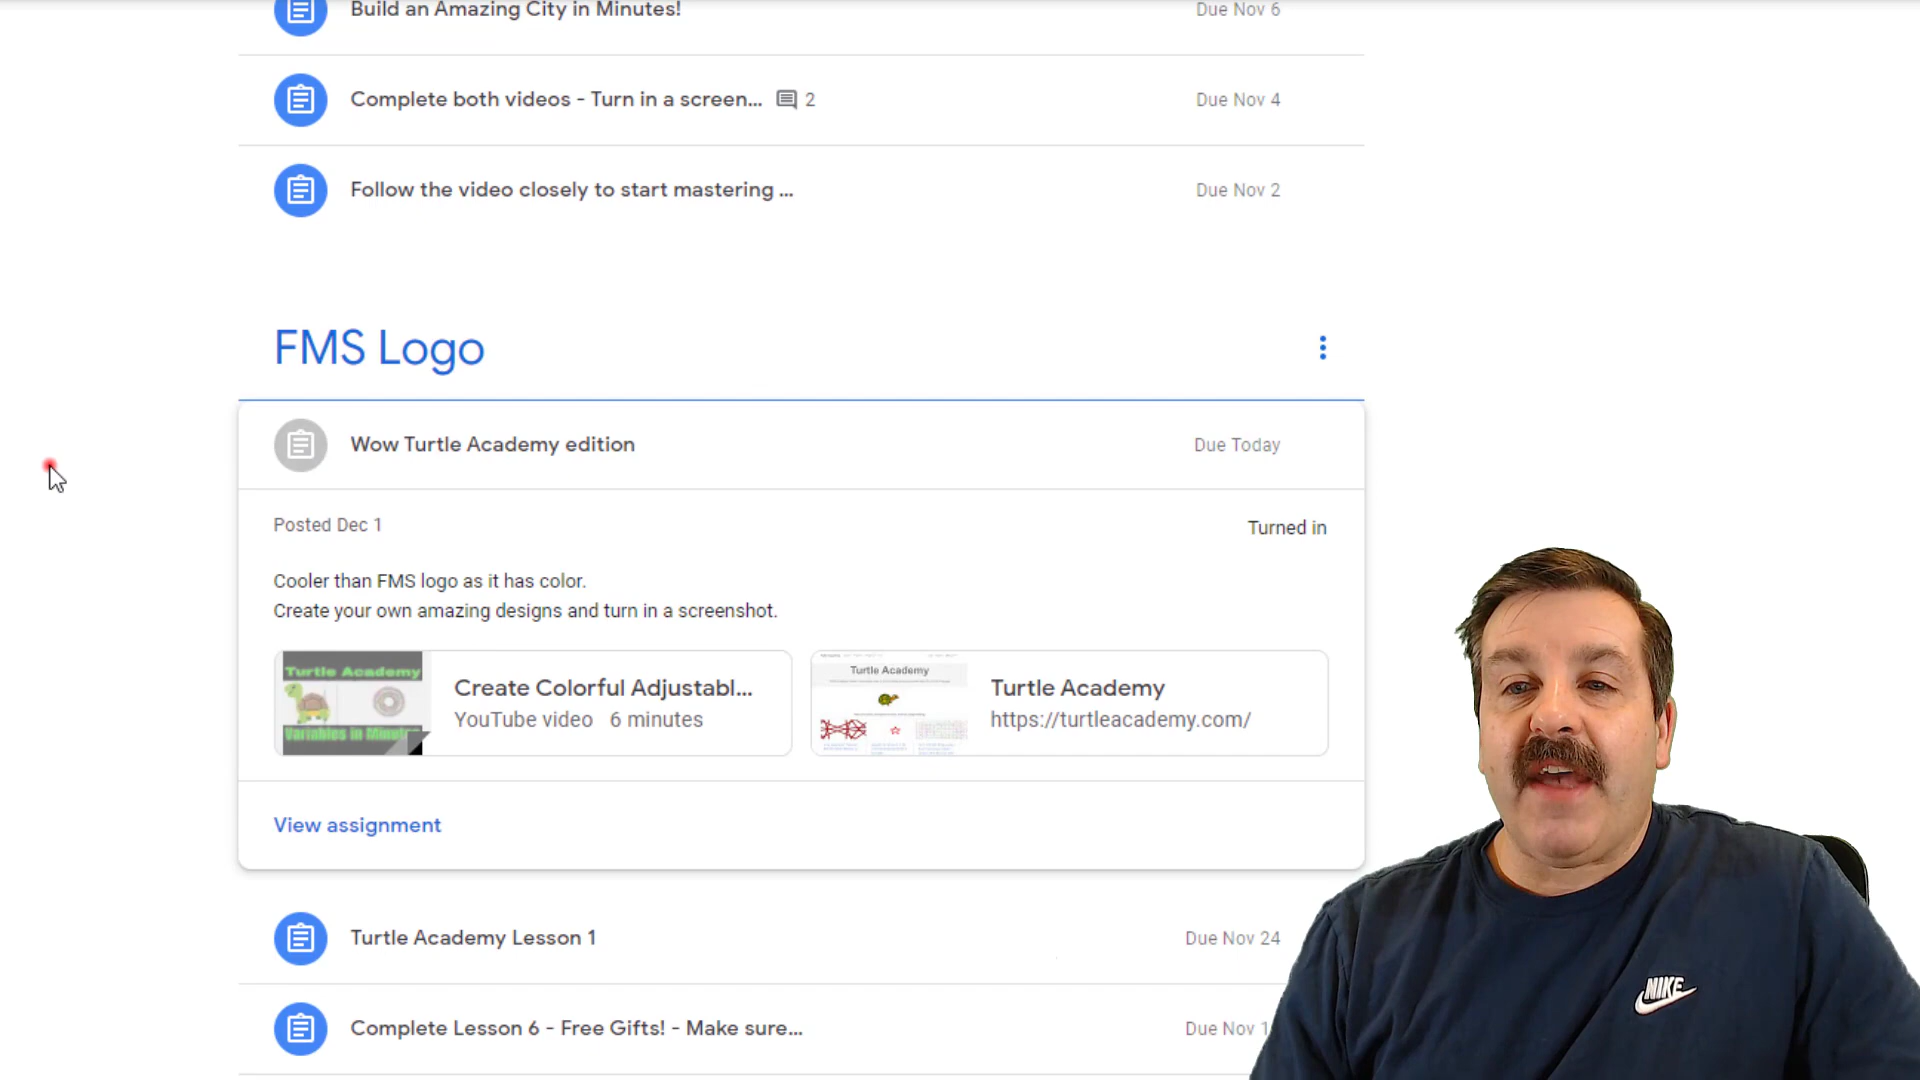 Build an Amazing City in Minutes! Due Nov 6
Complete both videos - Turn in a screen... 2 Due Nov 4
Follow the video closely to start mastering ... Due Nov 2
FMS Logo
Wow Turtle Academy edition Due Today
Posted Dec 1 Turned in
Cooler than FMS logo as it has color.
Create your own amazing designs and turn in a screenshot.
Turtle Academy
Variables in Minutes
Create Colorful Adjustabl...
YouTube video 6 minutes
Turtle Academy
Turtle Academy
https://turtleacademy.com/
View assignment
Turtle Academy Lesson 1 Due Nov 24
Complete Lesson 6 - Free Gifts! - Make sure... Due Nov
NIKE